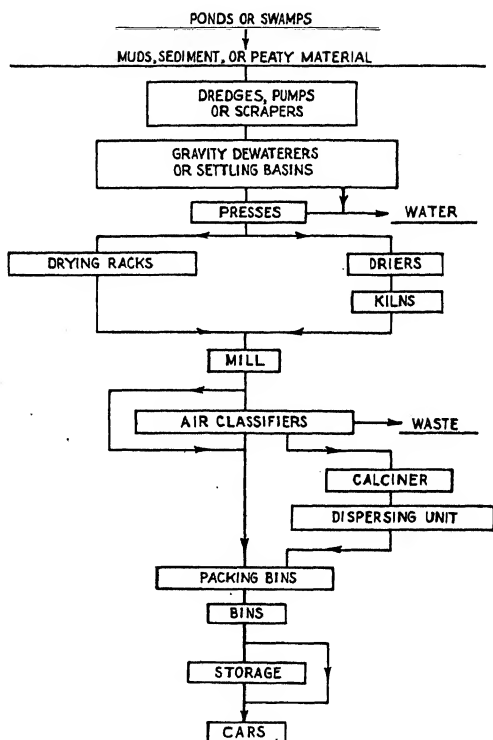 PONDS OR SWAMPS
MUDS, SEDIMENT, OR PEATY MATERIAL
DREDGES, PUMPS
OR SCRAPERS
GRAVITY DEWATERERS
OR SETTLING BASINS
PRESSES
WATER
DRYING RACKS
DRIERS
KILNS
MILL
AIR CLASSIFIERS
WASTE
CALCINER
DISPERSING UNIT
PACKING BINS
BINS
STORAGE
CARS